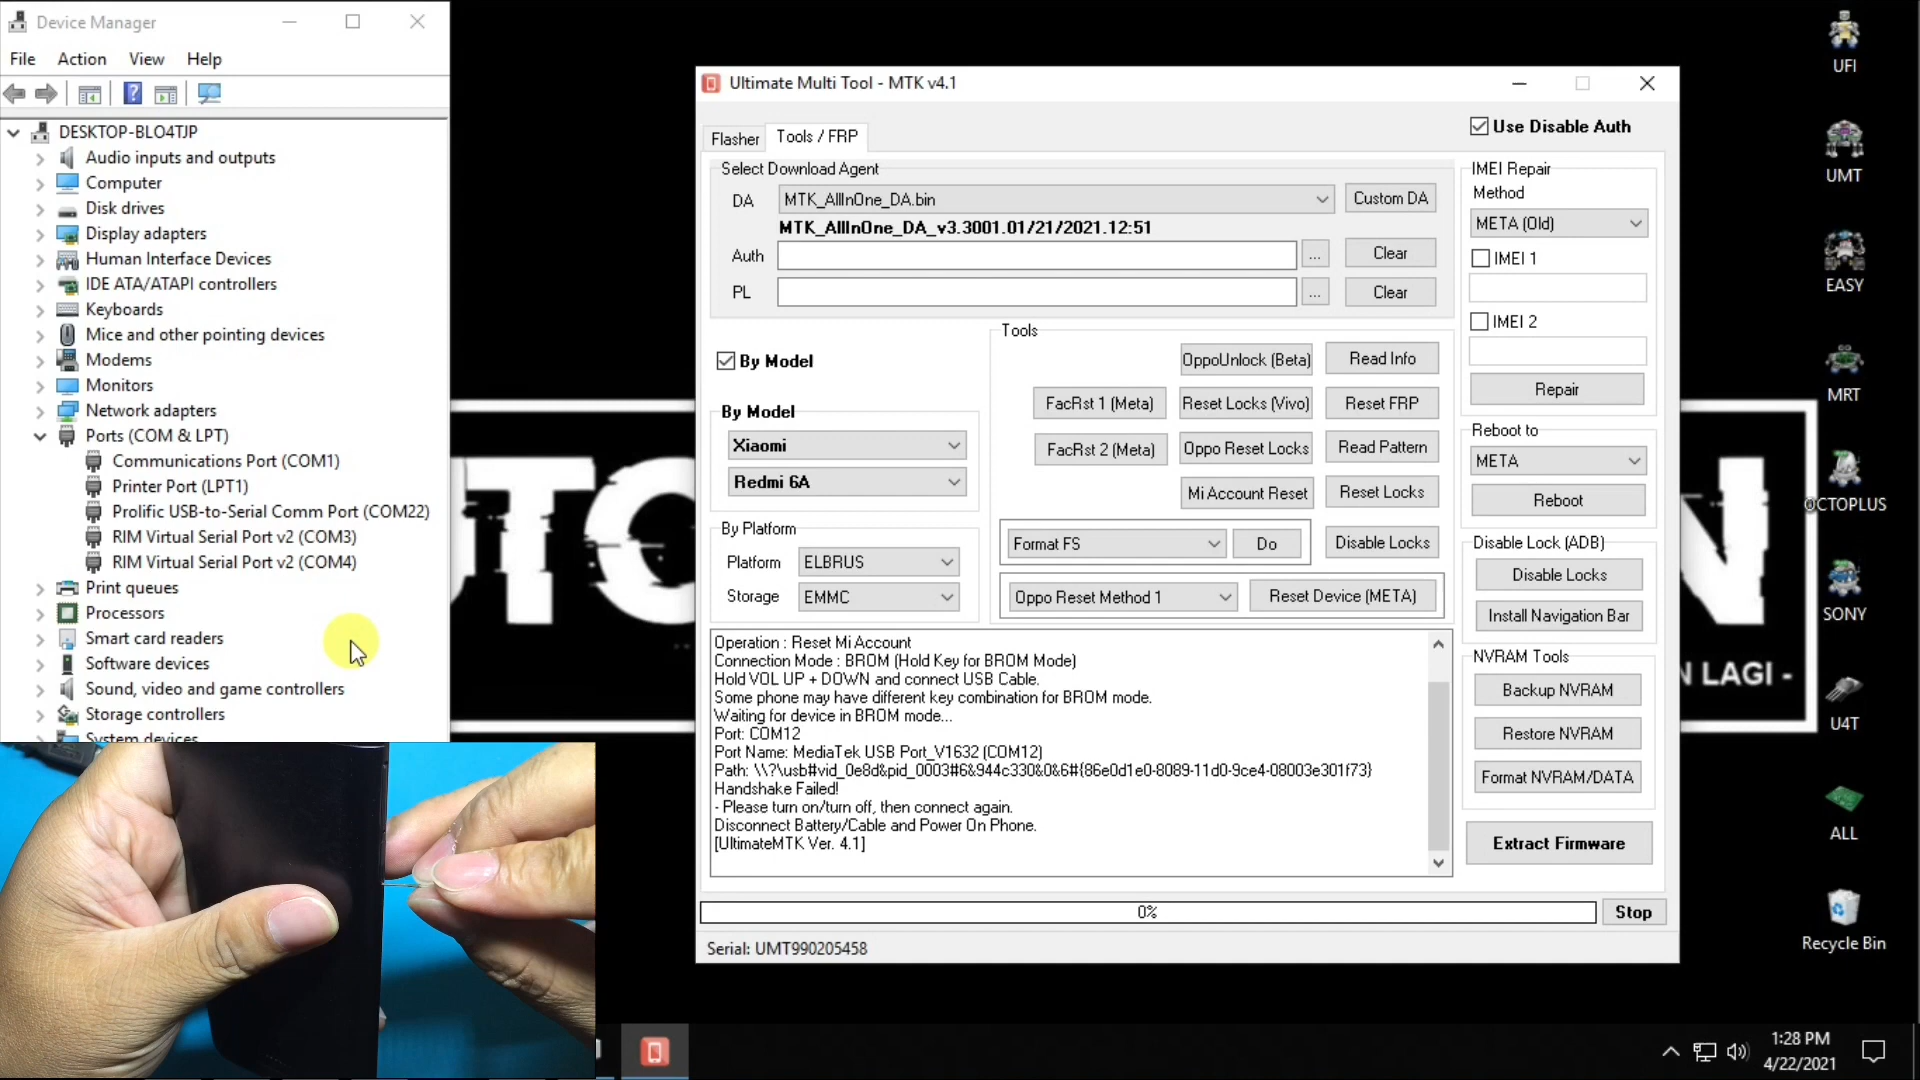 Device Manager
File Action View Help
DESKTOP-BLO4TJP
Audio inputs and outputs
Computer
Disk drives
Display adapters
Human Interface Devices
IDE ATA/ATAPI controllers
Keyboards
Mice and other pointing devices
Modems
Monitors
Network adapters
Ports (COM & LPT)
Communications Port (COM1)
Printer Port (LPT1)
Prolific USB-to-Serial Comm Port (COM22)
RIM Virtual Serial Port v2 (COM3)
RIM Virtual Serial Port v2 (COM4)
Print queues
Processors
Smart card readers
Software devices
Sound, video and game controllers
Storage controllers
System devices
Ultimate Multi Tool - MTK v4.1
Flasher Tools / FRP
Use Disable Auth
Select Download Agent
DA MTK_AllInOne_DA.bin Custom DA
MTK_AllInOne_DA_v3.3001.01/21/2021.12:51
Auth ... Clear
PL ... Clear
By Model
By Model
Xiaomi
Redmi 6A
By Platform
Platform ELBRUS
Storage EMMC
Tools
OppoUnlock (Beta) Read Info
FacRst 1 (Meta) Reset Locks (Vivo) Reset FRP
FacRst 2 (Meta) Oppo Reset Locks Read Pattern
Mi Account Reset Reset Locks
Format FS Do Disable Locks
Oppo Reset Method 1 Reset Device (META)
IMEI Repair
Method
META (Old)
IMEI 1
IMEI 2
Repair
Reboot to
META
Reboot
Disable Lock (ADB)
Disable Locks
Install Navigation Bar
NVRAM Tools
Backup NVRAM
Restore NVRAM
Format NVRAM/DATA
Extract Firmware
Operation : Reset Mi Account
Connection Mode : BROM (Hold Key for BROM Mode)
Hold VOL UP + DOWN and connect USB Cable.
Some phone may have different key combination for BROM mode.
Waiting for device in BROM mode...
Port: COM12
Port Name: MediaTek USB Port_V1632 (COM12)
Path: \\?\usb#vid_0e8d&pid_0003#6&944c330&0&6#{86e0d1e0-8089-11d0-9ce4-08003e301f73}
Handshake Failed!
- Please turn on/turn off, then connect again.
Disconnect Battery/Cable and Power On Phone.
[UltimateMTK Ver. 4.1]
0% Stop
Serial: UMT990205458
UFI
UMT
EASY
MRT
OCTOPLUS
SONY
U4T
ALL
Recycle Bin
N LAGI -
1:28 PM
4/22/2021